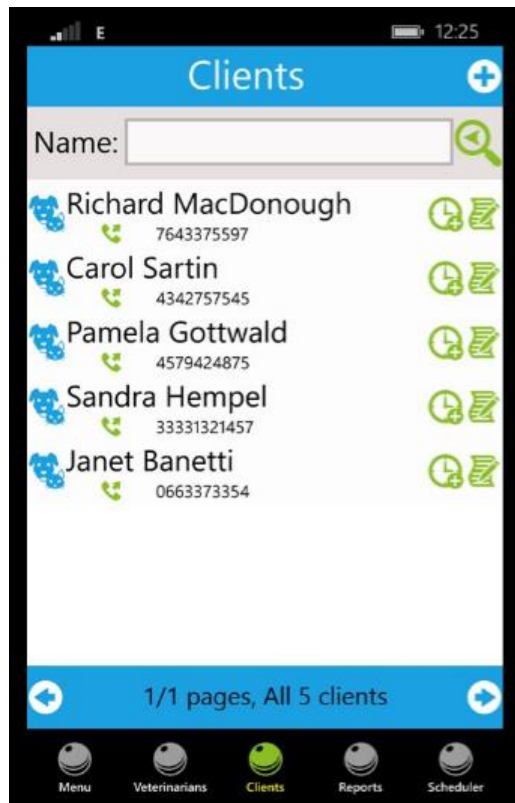 E 12:25
Clients
Name:
Richard MacDonough
7643375597
Carol Sartin
4342757545
Pamela Gottwald
4579424875
Sandra Hempel
33331321457
Janet Banetti
0663373354
1/1 pages, All 5 clients
Menu Veterinarians Clients Reports Scheduler